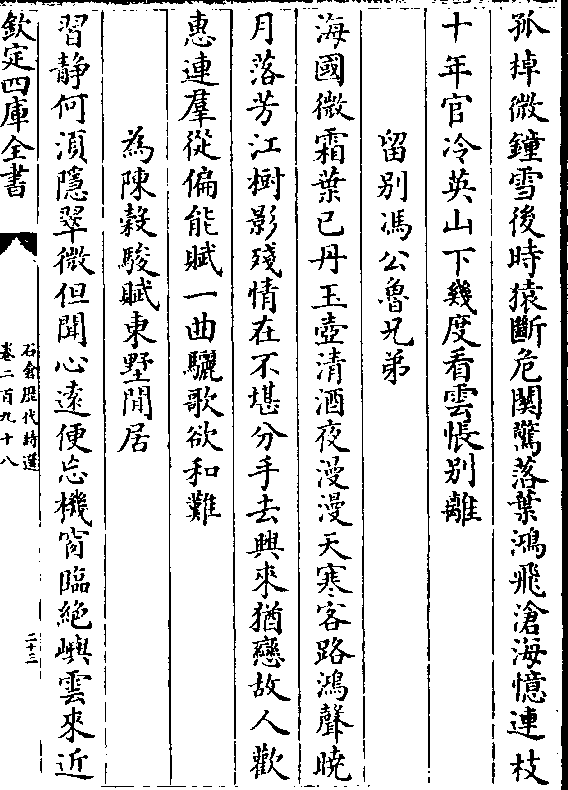 孤棹微鐘雪後時猿斷危闗驚落葉鴻飛滄海憶連枝
十年官冷英山下幾度看雲悵别離
留别馮公魯兄弟
海國微霜葉已丹玉壺清酒夜漫漫天寒客路鴻聲曉
月落芳江樹影殘情在不堪分手去興來猶戀故人歡
惠連羣從偏能賦一曲驪歌欲和難
為陳穀駿賦東墅閒居
習静何湏隱翠微但聞心逺便忘機窗臨絶嶼雲來近
欽定四庫全書
石倉歴代詩選
卷二百九十八
二十三